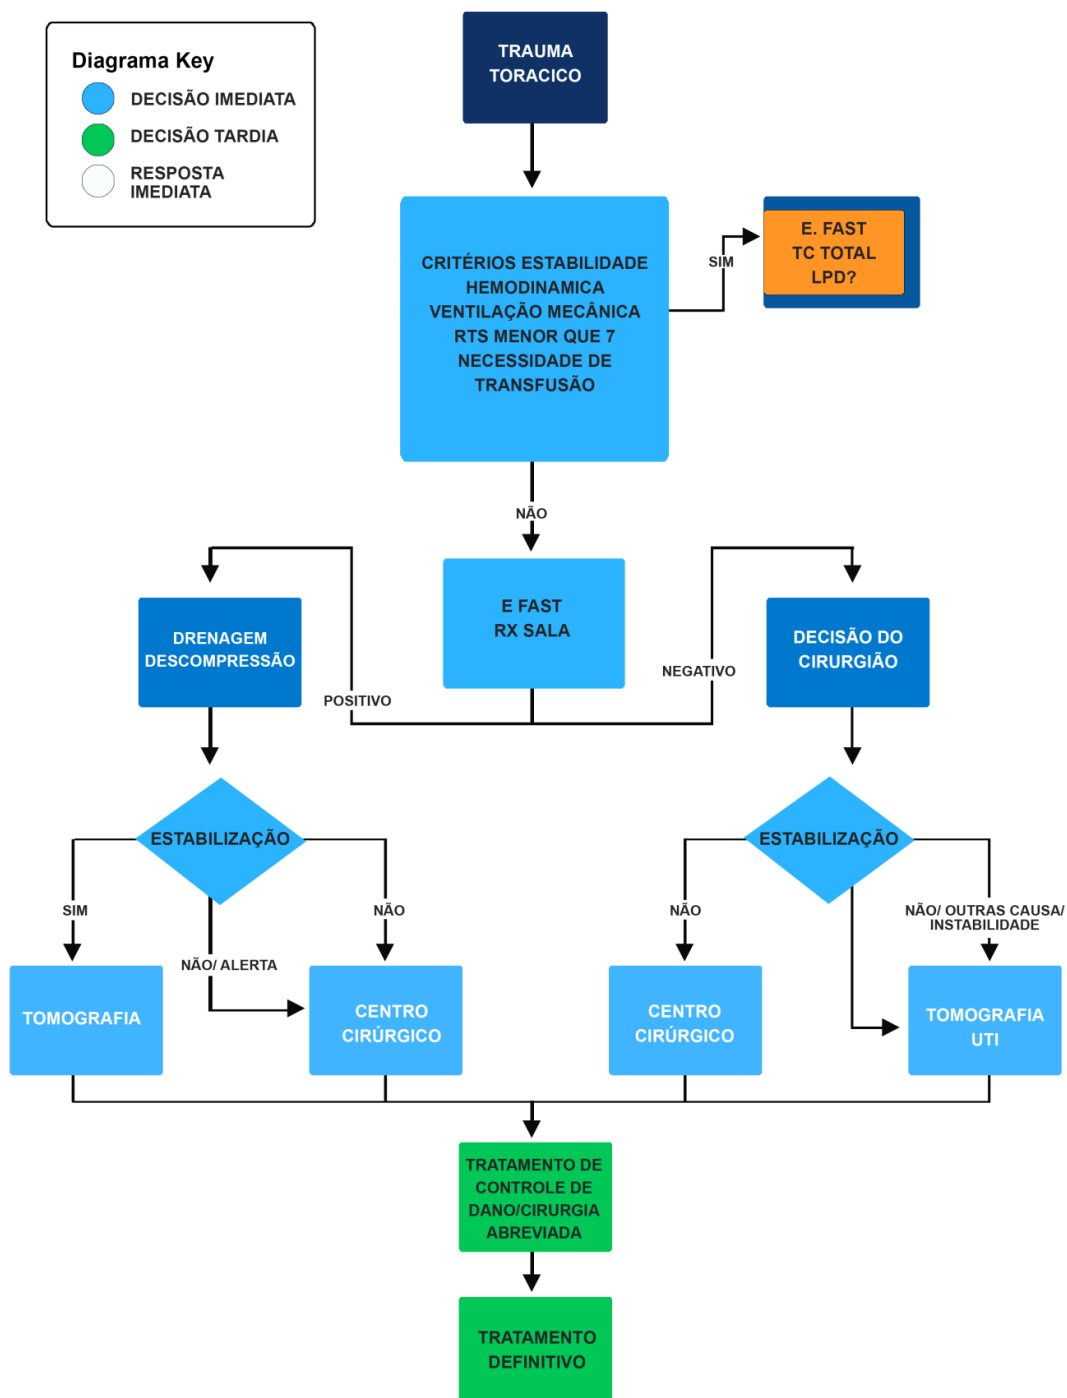 Diagrama Key
DECISÃO IMEDIATA
DECISÃO TARDIA
RESPOSTA
IMEDIATA
TRAUMA
TORACICO
CRITÉRIOS ESTABILIDADE
HEMODINAMICA
VENTILAÇÃO MECÂNICA
RTS MENOR QUE 7
NECESSIDADE DE
TRANSFUSÃO
SIM
E. FAST
TC TOTAL
LPD?
NÃO
E FAST
RX SALA
POSITIVO
NEGATIVO
DRENAGEM
DESCOMPRESSÃO
DECISÃO DO
CIRURGIÃO
ESTABILIZAÇÃO
SIM
NÃO/ ALERTA
NÃO
ESTABILIZAÇÃO
NÃO
NÃO/ OUTRAS CAUSA/
INSTABILIDADE
TOMOGRAFIA
CENTRO
CIRÚRGICO
CENTRO
CIRÚRGICO
TOMOGRAFIA
UTI
TRATAMENTO DE
CONTROLE DE
DANO/CIRURGIA
ABREVIADA
TRATAMENTO
DEFINITIVO